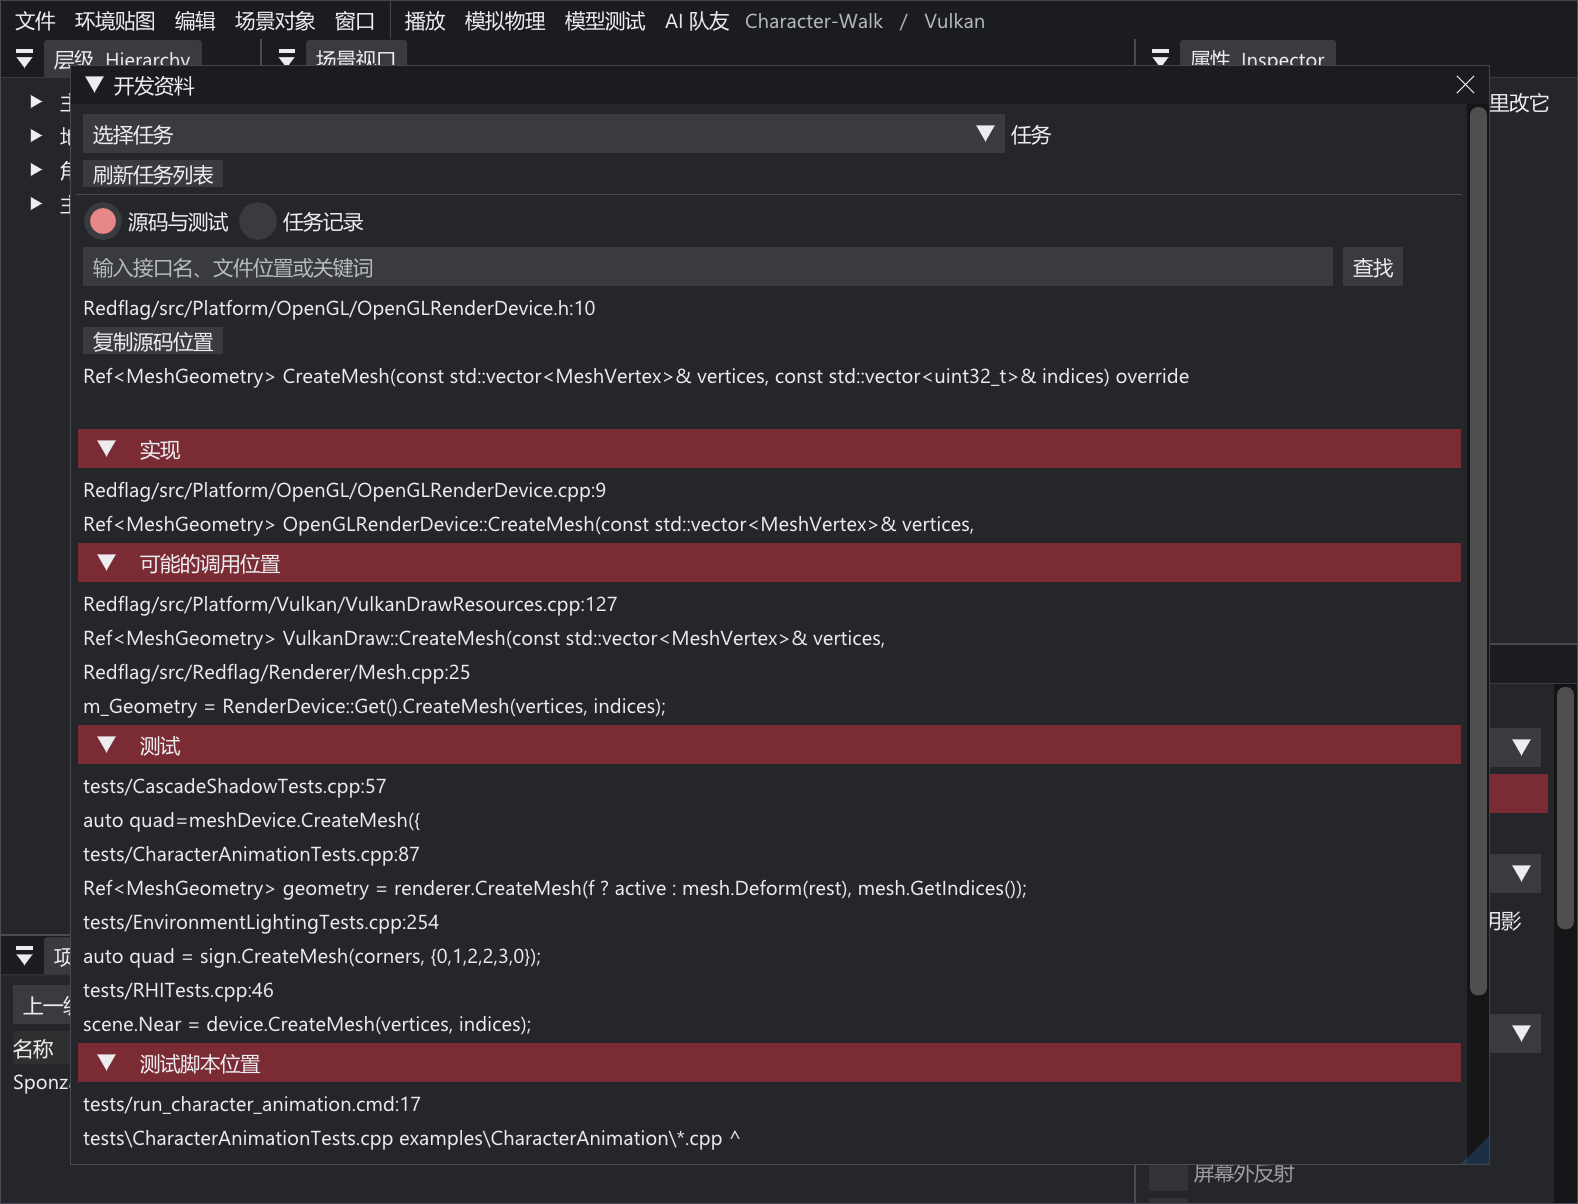 文件 环境贴图 编辑 场景对象 窗口 播放 模拟物理 模型测试 AI 队友 Character-Walk / Vulkan
层级 Hierarchy 场景视口 属性 Inspector
开发资料
里改它
选择任务 任务
刷新任务列表
源码与测试 任务记录
输入接口名、文件位置或关键词 查找
Redflag/src/Platform/OpenGL/OpenGLRenderDevice.h:10
复制源码位置
Ref<MeshGeometry> CreateMesh(const std::vector<MeshVertex>& vertices, const std::vector<uint32_t>& indices) override
实现
Redflag/src/Platform/OpenGL/OpenGLRenderDevice.cpp:9
Ref<MeshGeometry> OpenGLRenderDevice::CreateMesh(const std::vector<MeshVertex>& vertices,
可能的调用位置
Redflag/src/Platform/Vulkan/VulkanDrawResources.cpp:127
Ref<MeshGeometry> VulkanDraw::CreateMesh(const std::vector<MeshVertex>& vertices,
Redflag/src/Redflag/Renderer/Mesh.cpp:25
m_Geometry = RenderDevice::Get().CreateMesh(vertices, indices);
测试
tests/CascadeShadowTests.cpp:57
auto quad=meshDevice.CreateMesh({
tests/CharacterAnimationTests.cpp:87
Ref<MeshGeometry> geometry = renderer.CreateMesh(f ? active : mesh.Deform(rest), mesh.GetIndices());
tests/EnvironmentLightingTests.cpp:254
阴影
auto quad = sign.CreateMesh(corners, {0,1,2,2,3,0});
项
tests/RHITests.cpp:46
上一级
scene.Near = device.CreateMesh(vertices, indices);
名称
测试脚本位置
Sponza
tests/run_character_animation.cmd:17
tests\CharacterAnimationTests.cpp examples\CharacterAnimation\*.cpp ^
屏幕外反射